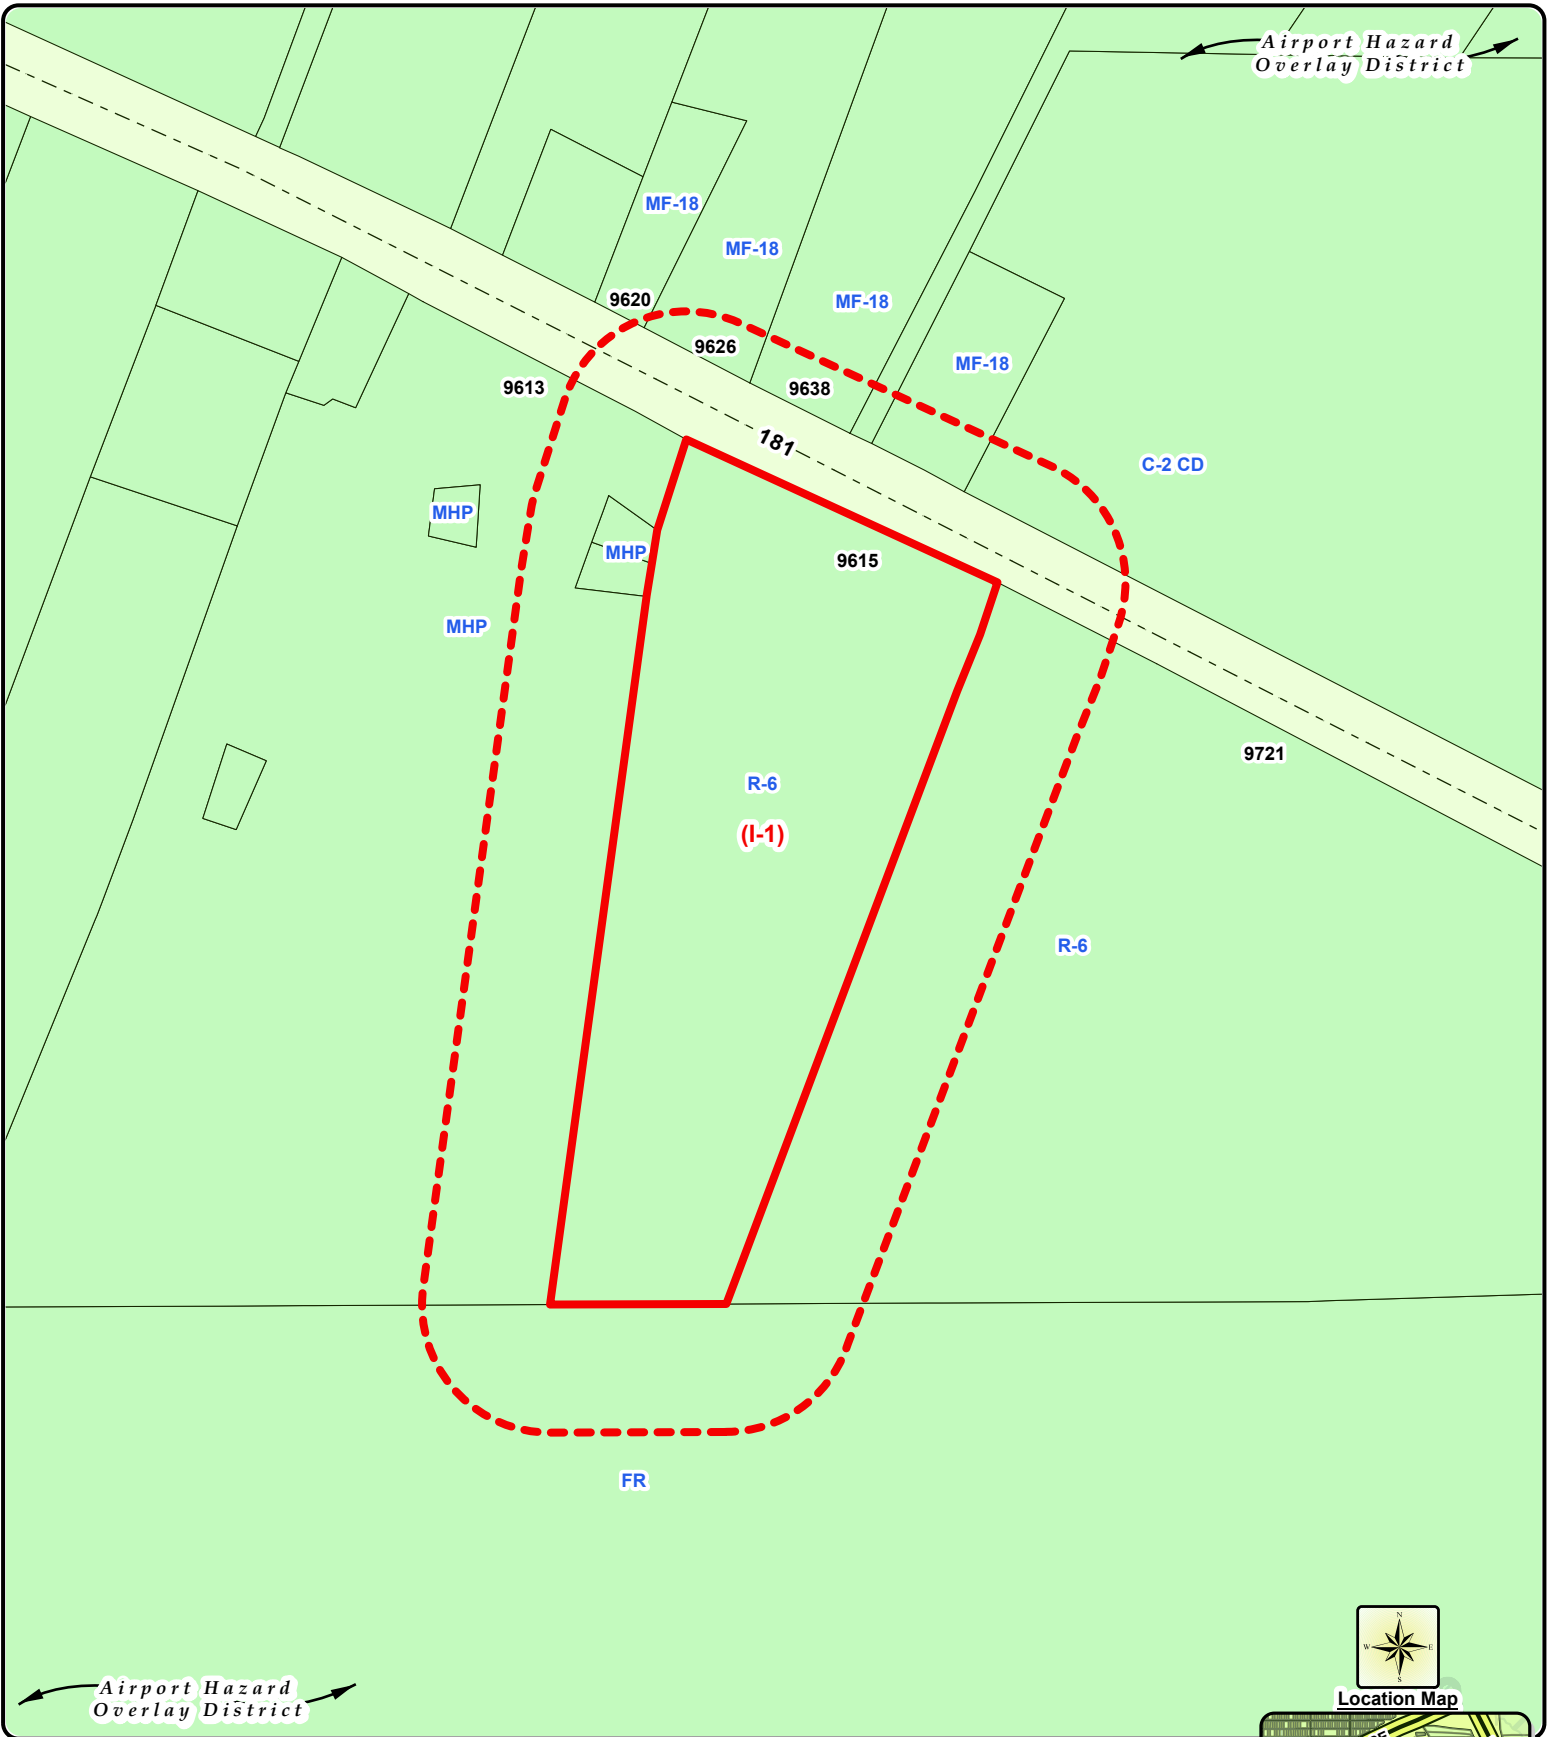 Airport Hazard
Overlay District
MF-18
MF-18
9620
MF-18
9626
MF-18
9638
9613
181
C-2 CD
MHP
MHP
9615
MHP
9721
R-6
(I-1)
R-6
FR
N
W E
S
Airport Hazard
Overlay District
Location Map